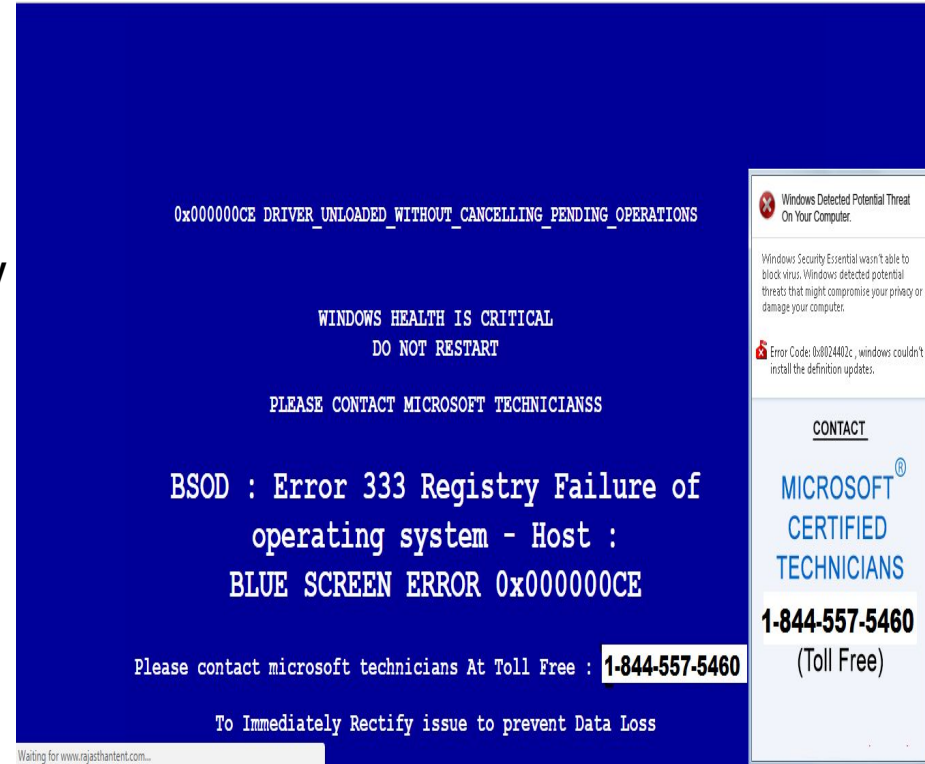 0x000000CE DRIVER_UNLOADED_WITHOUT_CANCELLING_PENDING_OPERATIONS
WINDOWS HEALTH IS CRITICAL
DO NOT RESTART
PLEASE CONTACT MICROSOFT TECHNICIANSS
BSOD : Error 333 Registry Failure of
operating system - Host :
BLUE SCREEN ERROR 0x000000CE
Please contact microsoft technicians At Toll Free : 1-844-557-5460
To Immediately Rectify issue to prevent Data Loss
Waiting for www.rajasthantent.com...
Windows Detected Potential Threat
On Your Computer.
Windows Security Essential wasn't able to
block virus. Windows detected potential
threats that might compromise your privacy or
damage your computer.
Error Code: 0x8024402c , windows couldn't
install the definition updates.
CONTACT
MICROSOFT®
CERTIFIED
TECHNICIANS
1-844-557-5460
(Toll Free)